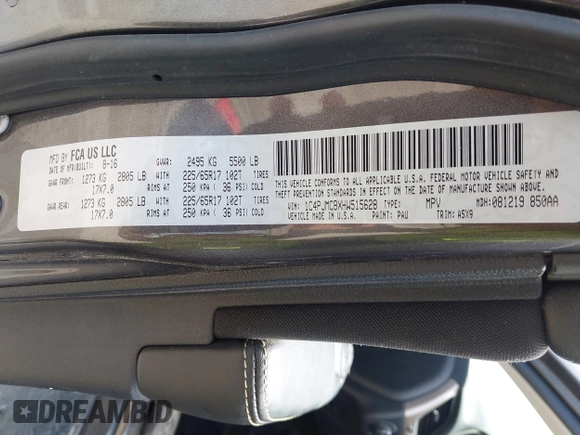 MFD BY FCA US LLC
DATE OF MFR(BUILT): 8-16 GVWR: 2495 KG 5500 LB
GAWR FRONT: 1273 KG 2805 LB WITH 225/65R17 102T TIRES
17X7.0 RIMS AT 250 KPA ( 36 PSI) COLD
GAWR REAR: 1273 KG 2805 LB WITH 225/65R17 102T TIRES
17X7.0 RIMS AT 250 KPA ( 36 PSI) COLD
THIS VEHICLE CONFORMS TO ALL APPLICABLE U.S.A. FEDERAL MOTOR VEHICLE SAFETY AND
THEFT PREVENTION STANDARDS IN EFFECT ON THE DATE OF MANUFACTURE SHOWN ABOVE.
VIN: 1C4PJMCBXHW515628 TYPE: MPV MDH: 081219 850AA
MADE IN U.S.A. PAINT: PAU TRIM: A5X9
DREAMBID